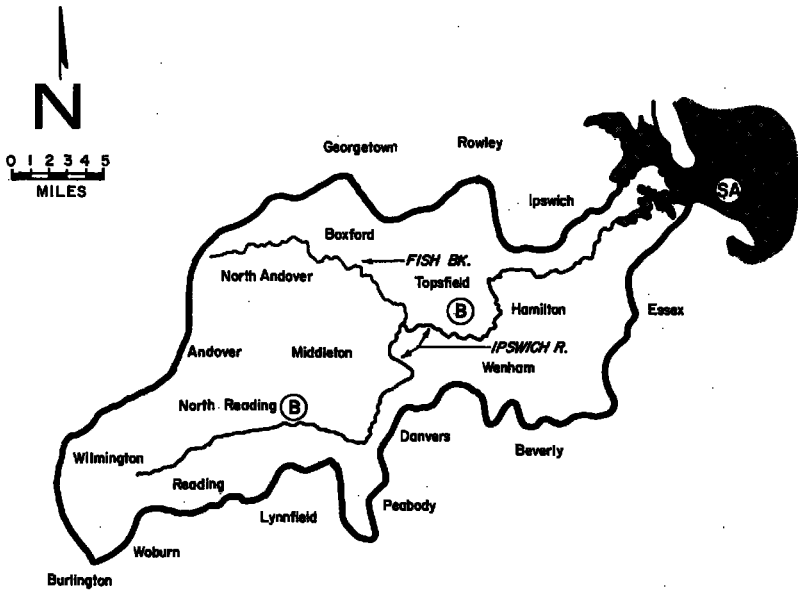 N
0 1 2 3 4 5
MILES
Georgetown
Rowley
Ipswich
SA
Boxford
FISH BK.
North Andover
Topsfield
B
Hamilton
Essex
Andover
Middleton
IPSWICH R.
Wenham
North Reading
B
Danvers
Beverly
Wilmington
Reading
Lynnfield
Peabody
Woburn
Burlington